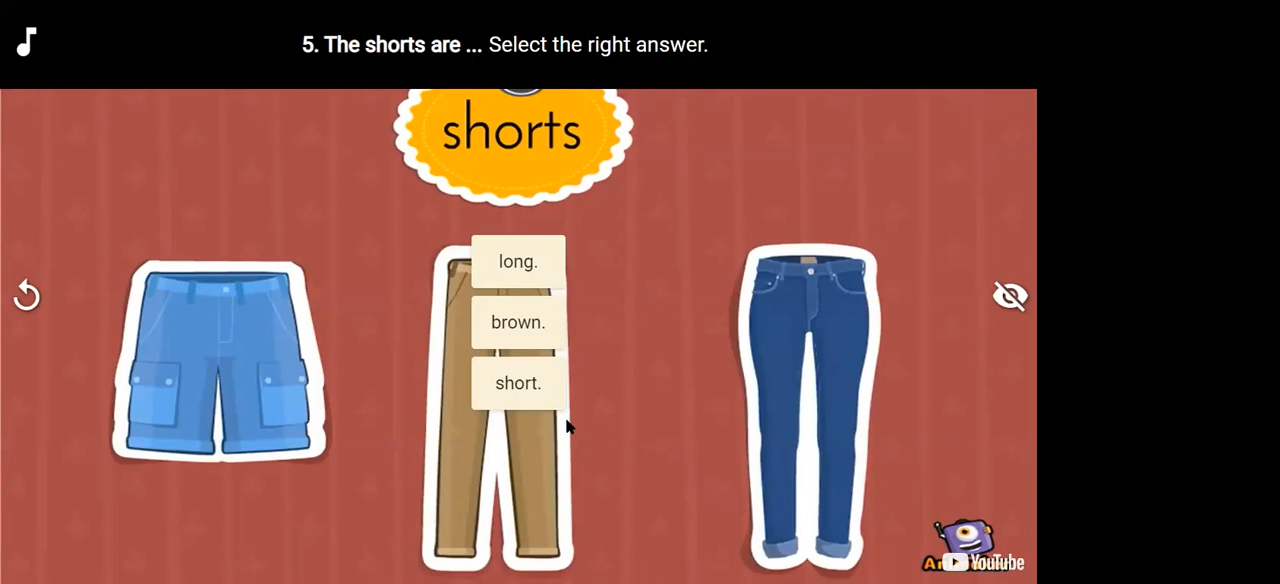 5. The shorts are ... Select the right answer.
shorts
long.
brown.
short.
YouTube